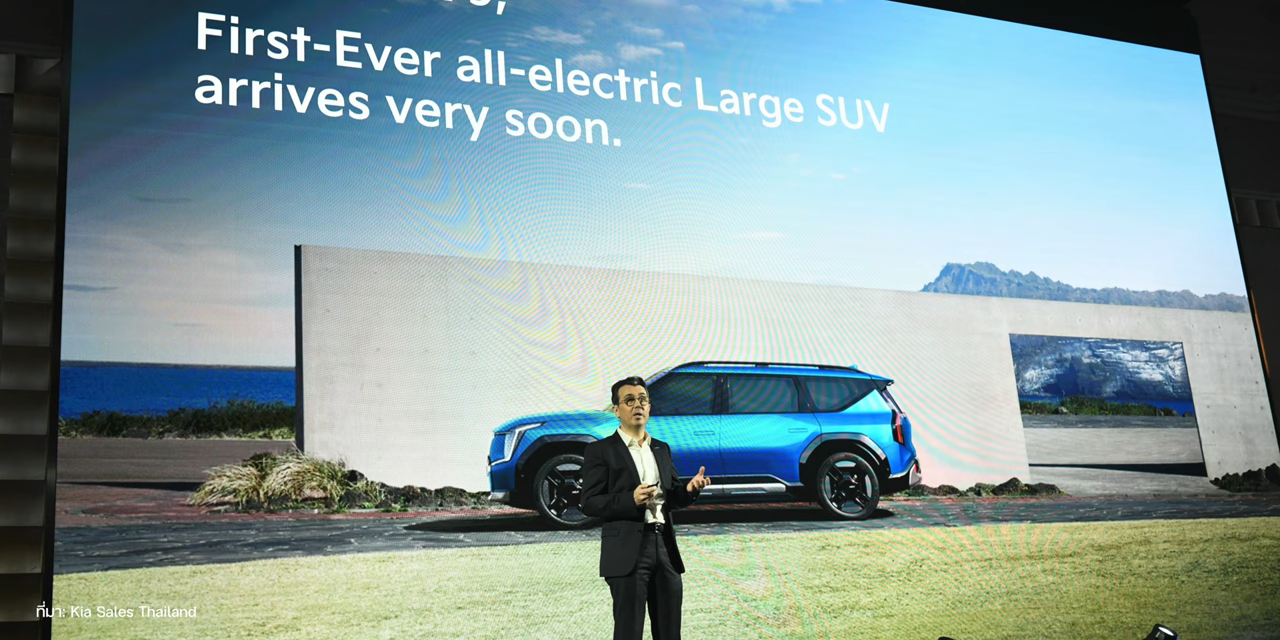 First-Ever all-electric Large SUV
arrives very soon.
ที่มา: Kia Sales Thailand